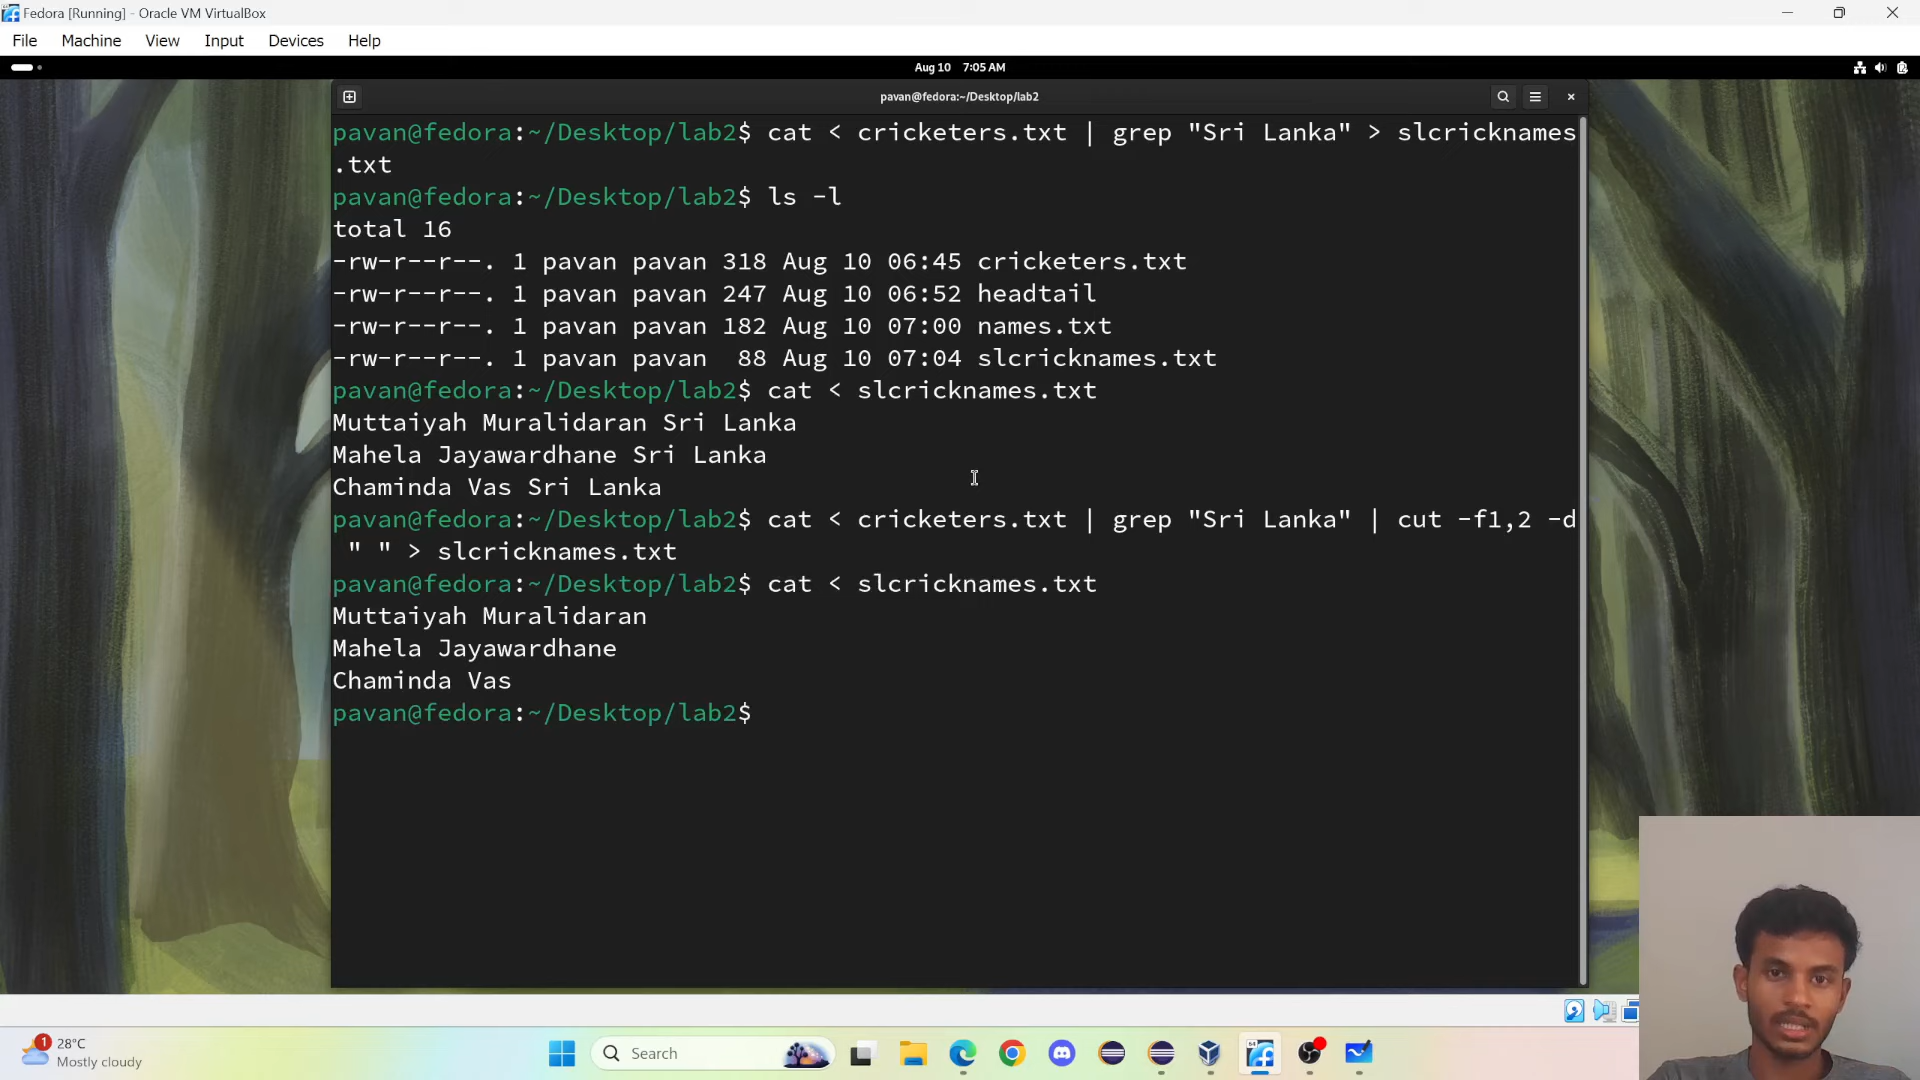 Fedora [Running] - Oracle VM VirtualBox
File Machine View Input Devices Help
Aug 10 7:05 AM
pavan@fedora:~/Desktop/lab2
pavan@fedora:~/Desktop/lab2$ cat < cricketers.txt | grep "Sri Lanka" > slcricknames
.txt
pavan@fedora:~/Desktop/lab2$ ls -l
total 16
-rw-r--r--. 1 pavan pavan 318 Aug 10 06:45 cricketers.txt
-rw-r--r--. 1 pavan pavan 247 Aug 10 06:52 headtail
-rw-r--r--. 1 pavan pavan 182 Aug 10 07:00 names.txt
-rw-r--r--. 1 pavan pavan  88 Aug 10 07:04 slcricknames.txt
pavan@fedora:~/Desktop/lab2$ cat < slcricknames.txt
Muttaiyah Muralidaran Sri Lanka
Mahela Jayawardhane Sri Lanka
Chaminda Vas Sri Lanka
pavan@fedora:~/Desktop/lab2$ cat < cricketers.txt | grep "Sri Lanka" | cut -f1,2 -d
 " " > slcricknames.txt
pavan@fedora:~/Desktop/lab2$ cat < slcricknames.txt
Muttaiyah Muralidaran
Mahela Jayawardhane
Chaminda Vas
pavan@fedora:~/Desktop/lab2$
1
28°C
Mostly cloudy
Search
64